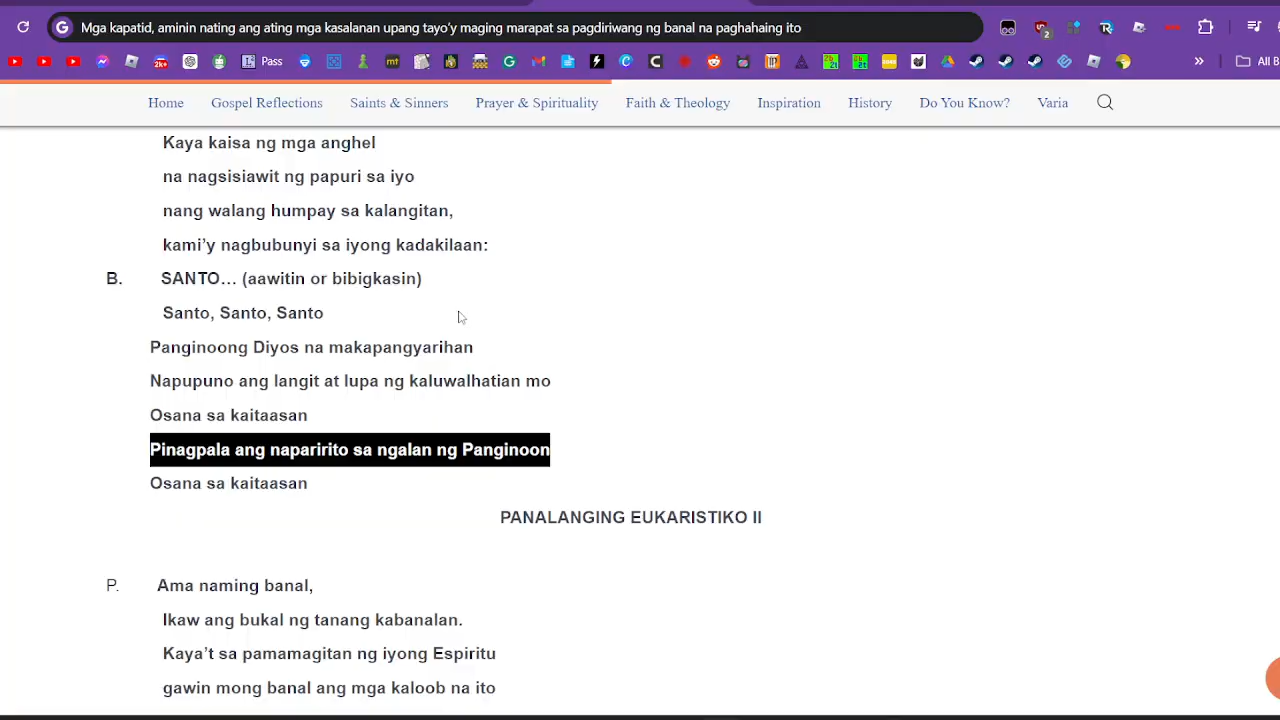 Mga kapatid, aminin nating ang ating mga kasalanan upang tayo'y maging marapat sa pagdiriwang ng banal na paghahaing ito
Pass
All B
Home Gospel Reflections Saints & Sinners Prayer & Spirituality Faith & Theology Inspiration History Do You Know? Varia
Kaya kaisa ng mga anghel
na nagsisiawit ng papuri sa iyo
nang walang humpay sa kalangitan,
kami'y nagbubunyi sa iyong kadakilaan:
B. SANTO… (aawitin or bibigkasin)
Santo, Santo, Santo
Panginoong Diyos na makapangyarihan
Napupuno ang langit at lupa ng kaluwalhatian mo
Osana sa kaitaasan
Pinagpala ang naparirito sa ngalan ng Panginoon
Osana sa kaitaasan
PANALANGING EUKARISTIKO II
P. Ama naming banal,
Ikaw ang bukal ng tanang kabanalan.
Kaya't sa pamamagitan ng iyong Espiritu
gawin mong banal ang mga kaloob na ito